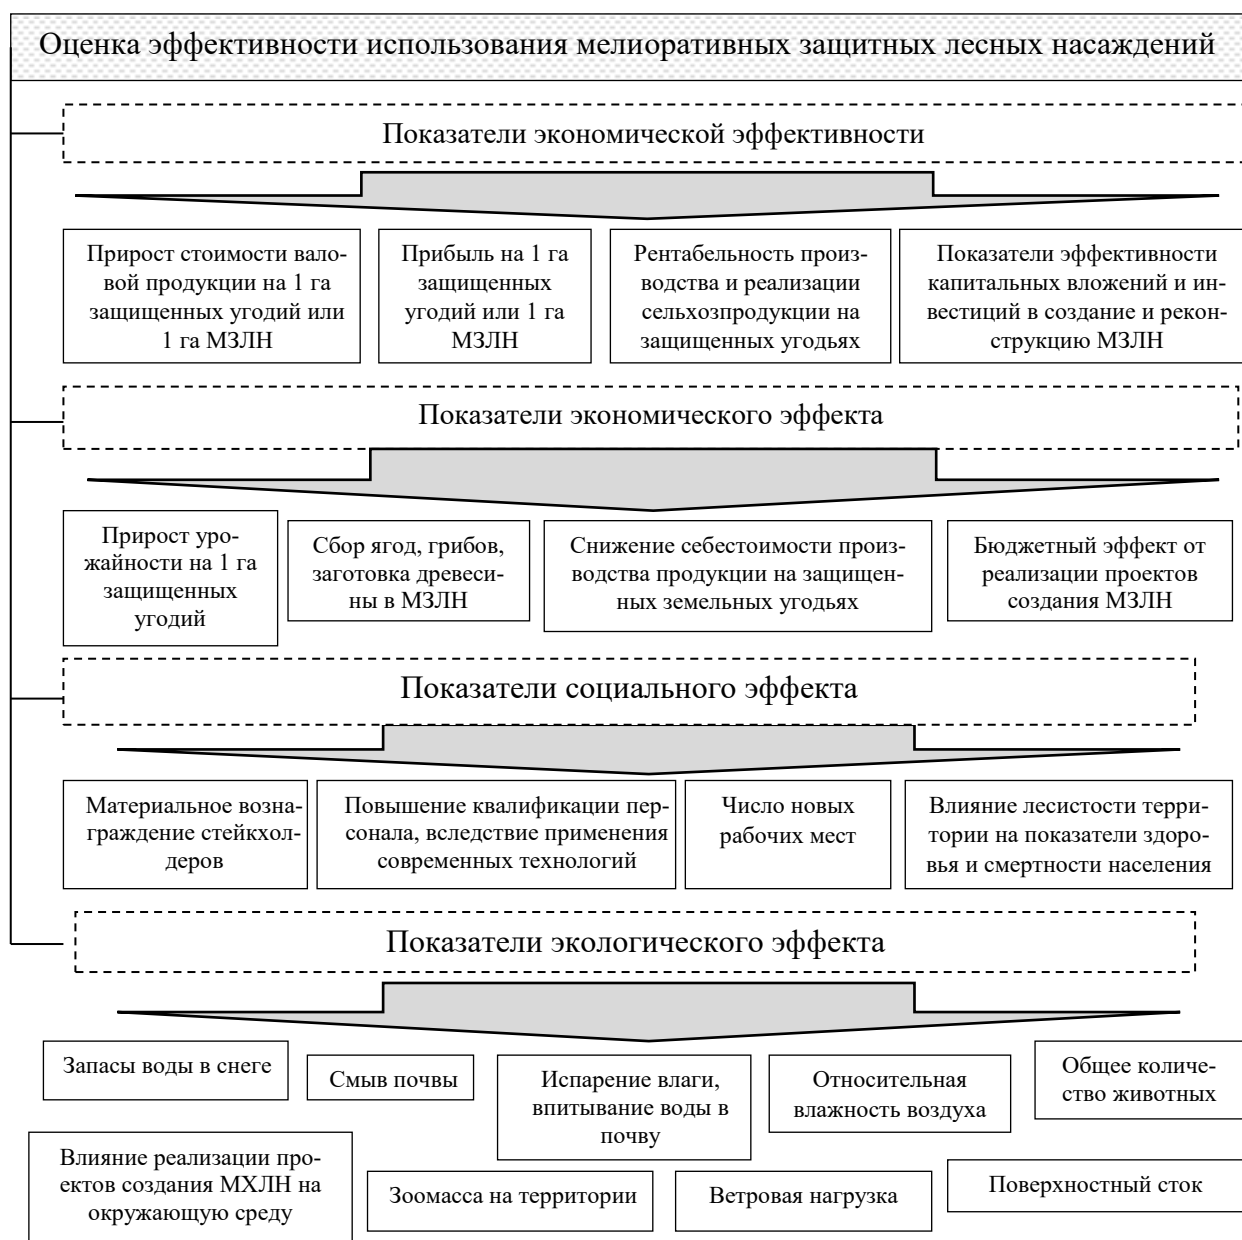 Оценка эффективности использования мелиоративных защитных лесных насаждений
Показатели экономической эффективности
Прирост стоимости вало-
вой продукции на 1 га
защищенных угодий или
1 га МЗЛН
Прибыль на 1 га
защищенных
угодий или 1 га
МЗЛН
Рентабельность произ-
водства и реализации
сельхозпродукции на
защищенных угодьях
Показатели эффективности
капитальных вложений и ин-
вестиций в создание и рекон-
струкцию МЗЛН
Показатели экономического эффекта
Прирост уро-
жайности на 1 га
защищенных
угодий
Сбор ягод, грибов,
заготовка древеси-
ны в МЗЛН
Снижение себестоимости произ-
водства продукции на защищен-
ных земельных угодьях
Бюджетный эффект от
реализации проектов
создания МЗЛН
Показатели социального эффекта
Материальное возна-
граждение стейкхол-
деров
Повышение квалификации пер-
сонала, вследствие применения
современных технологий
Число новых
рабочих мест
Влияние лесистости терри-
тории на показатели здоро-
вья и смертности населения
Показатели экологического эффекта
Запасы воды в снеге
Смыв почвы
Испарение влаги,
впитывание воды в
почву
Относительная
влажность воздуха
Общее количе-
ство животных
Влияние реализации про-
ектов создания МХЛН на
окружающую среду
Зоомасса на территории
Ветровая нагрузка
Поверхностный сток